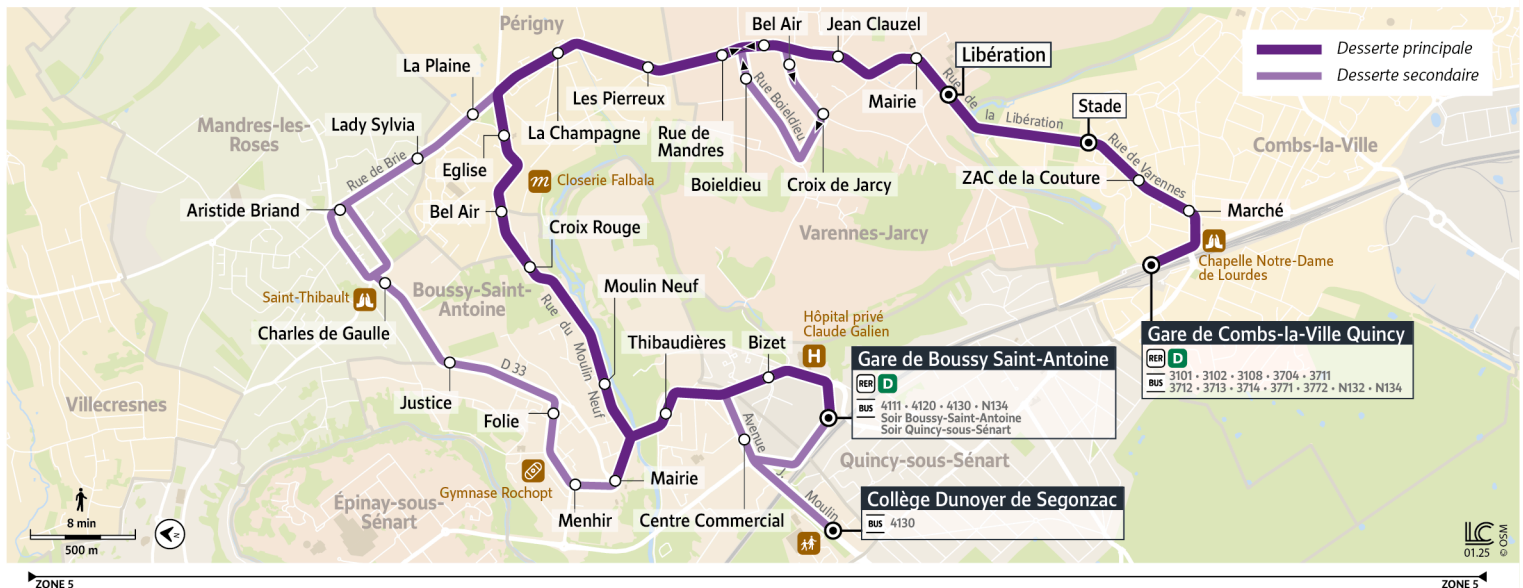 Périgny
Bel Air
Jean Clauzel
Libération
Desserte principale
Desserte secondaire
La Plaine
Les Pierreux
Mairie
Rue de
la Libération
Stade
Mandres-les-
Roses
Lady Sylvia
La Champagne
Rue de
Mandres
Rue Boieldieu
Rue de Varennes
Combs-la-Ville
Rue de Brie
Eglise
Closerie Falbala
Boieldieu
Croix de Jarcy
ZAC de la Couture
Aristide Briand
Bel Air
Croix Rouge
Varennes-Jarcy
Marché
Chapelle Notre-Dame
de Lourdes
Saint-Thibault
Boussy-Saint-
Antoine
Moulin Neuf
Charles de Gaulle
Rue du Moulin Neuf
Hôpital privé
Claude Galien
H
Thibaudières
Bizet
Gare de Boussy Saint-Antoine
RER D
BUS 4111 • 4120 • 4130 • N134
Soir Boussy-Saint-Antoine
Soir Quincy-sous-Sénart
Gare de Combs-la-Ville Quincy
RER D
BUS 3101 • 3102 • 3108 • 3704 • 3711
3712 • 3713 • 3714 • 3771 • 3772 • N132 • N134
D 33
Villecresnes
Justice
Folie
Avenue J. Moulin
Quincy-sous-Sénart
Gymnase Rochopt
Mairie
Épinay-sous-
Sénart
Menhir
Centre Commercial
Collège Dunoyer de Segonzac
BUS 4130
8 min
500 m
N
LC
01.25
© OSM
ZONE 5
ZONE 5